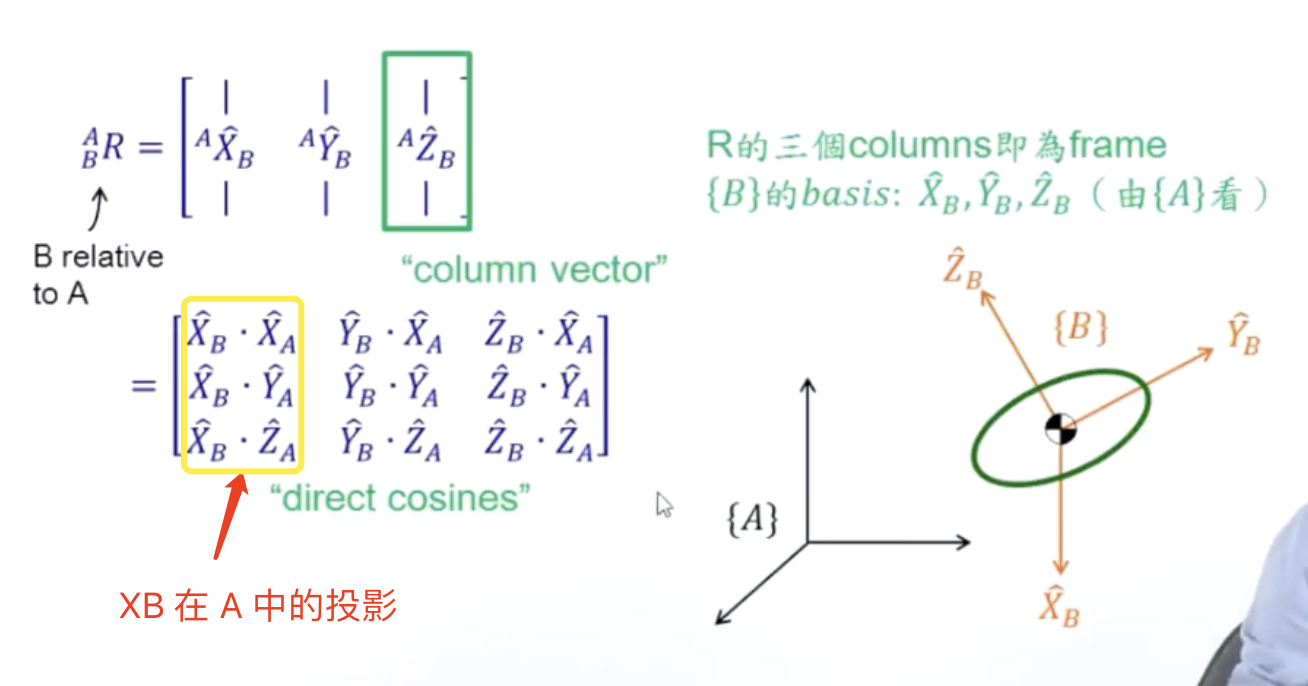 $^{A}_{B}R = \begin{bmatrix} | & | & | \\ ^{A}\hat{X}_B & ^{A}\hat{Y}_B & ^{A}\hat{Z}_B \\ | & | & | \end{bmatrix}$
B relative
to A
“column vector”
$= \begin{bmatrix} \hat{X}_B \cdot \hat{X}_A & \hat{Y}_B \cdot \hat{X}_A & \hat{Z}_B \cdot \hat{X}_A \\ \hat{X}_B \cdot \hat{Y}_A & \hat{Y}_B \cdot \hat{Y}_A & \hat{Z}_B \cdot \hat{Y}_A \\ \hat{X}_B \cdot \hat{Z}_A & \hat{Y}_B \cdot \hat{Z}_A & \hat{Z}_B \cdot \hat{Z}_A \end{bmatrix}$
“direct cosines”
XB 在 A 中的投影
R的三個columns即為frame
{B}的basis: $\hat{X}_B, \hat{Y}_B, \hat{Z}_B$（由{A}看）
$\hat{Z}_B$
{B}
$\hat{Y}_B$
{A}
$\hat{X}_B$